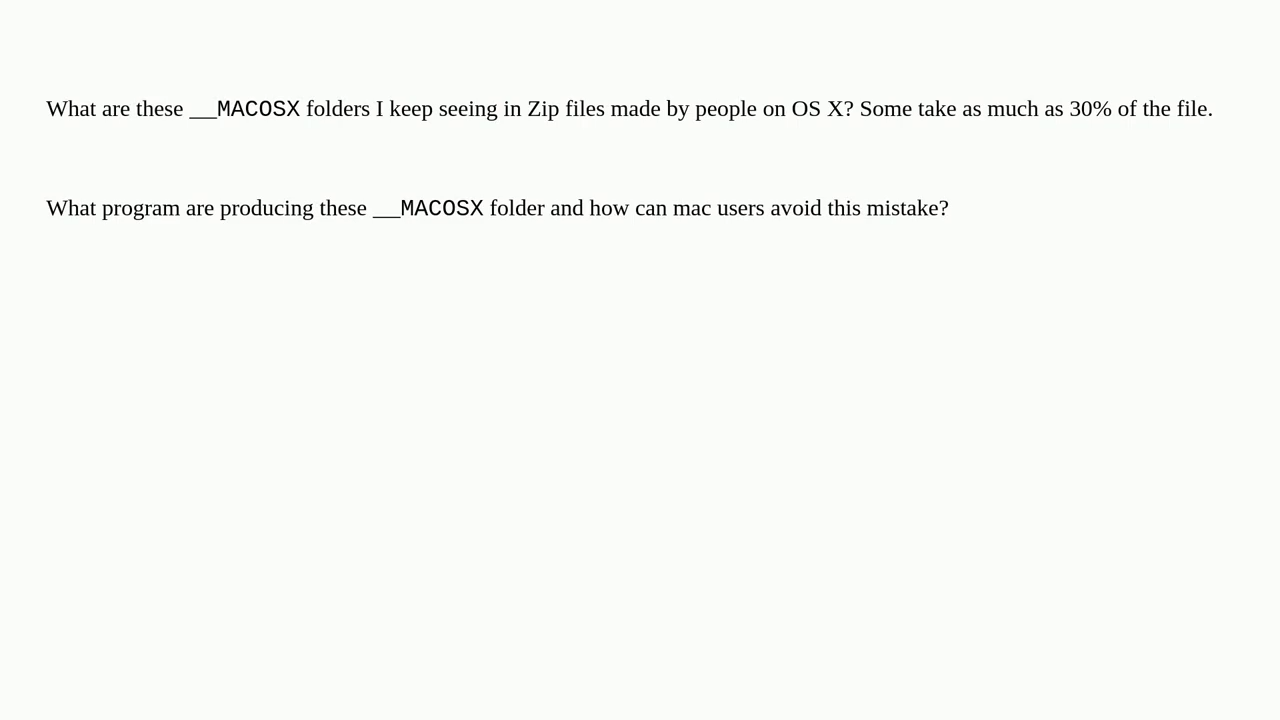 What are these __MACOSX folders I keep seeing in Zip files made by people on OS X? Some take as much as 30% of the file.
What program are producing these __MACOSX folder and how can mac users avoid this mistake?